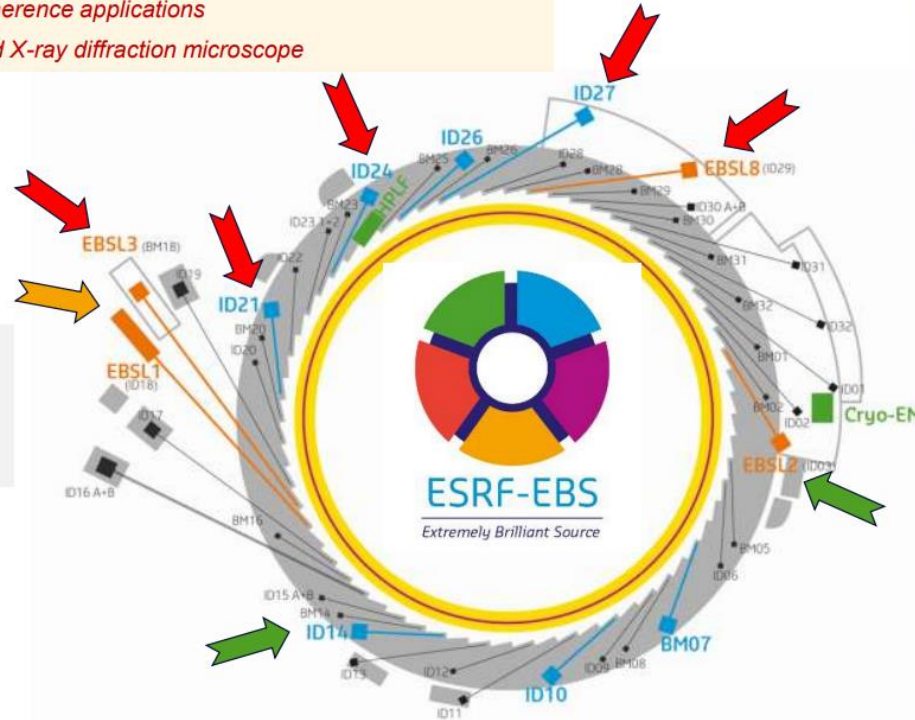 erence applications
d X-ray diffraction microscope
ID27
ID26
ID24
BM25
BM26
ID28
BM28
EBSL8 (ID29)
BM29
ID30 A+B
BM30
HPLF
BM23
ID23 1+2
ID22
EBSL3 (BM18)
ID19
ID21
BM20
ID20
BM31
ID31
BM32
ID32
EBSL1
(ID18)
BM01
ID01
BM02
ID02
Cryo-EM
ID17
EBSL2 (ID03)
ID16 A+B
BM16
ESRF-EBS
Extremely Brilliant Source
BM05
ID06
ID15 A+B
BM14
ID14
BM07
ID13
ID12
ID09
BM08
ID10
ID11